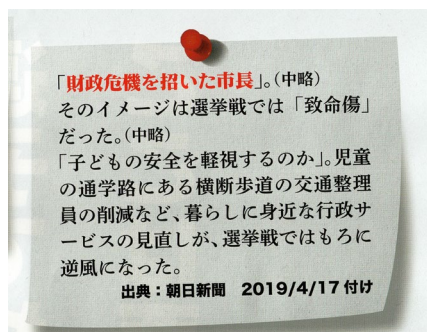 「財政危機を招いた市長」。（中略）
そのイメージは選挙戦では「致命傷」
だった。（中略）
「子どもの安全を軽視するのか」。児童
の通学路にある横断歩道の交通整理
員の削減など、暮らしに身近な行政サ
ービスの見直しが、選挙戦ではもろに
逆風になった。
出典：朝日新聞　2019/4/17付け